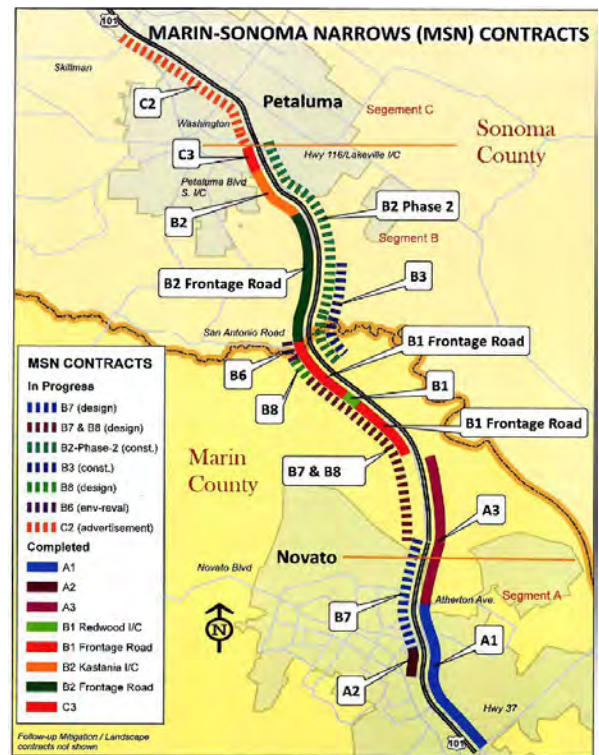 101
MARIN-SONOMA NARROWS (MSN) CONTRACTS
Skillman
C2
Petaluma
Segement C
Washington
Sonoma
County
Hwy 116/Lakeville I/C
C3
Petaluma Blvd
S. I/C
B2
B2 Phase 2
Segment B
B2 Frontage Road
B3
San Antonio Road
B1 Frontage Road
B6
B1
B8
B1 Frontage Road
MSN CONTRACTS
In Progress
B7 (design)
B7 & B8 (design)
B2-Phase-2 (const.)
B3 (const.)
B8 (design)
B6 (env-reval)
C2 (advertisement)
Completed
A1
A2
A3
B1 Redwood I/C
B1 Frontage Road
B2 Kastania I/C
B2 Frontage Road
C3
Marin
County
B7 & B8
A3
Novato
Novato Blvd
Segment A
Atherton Ave.
B7
N
A1
A2
Hwy 37
101
Follow-up Mitigation / Landscape
contracts not shown